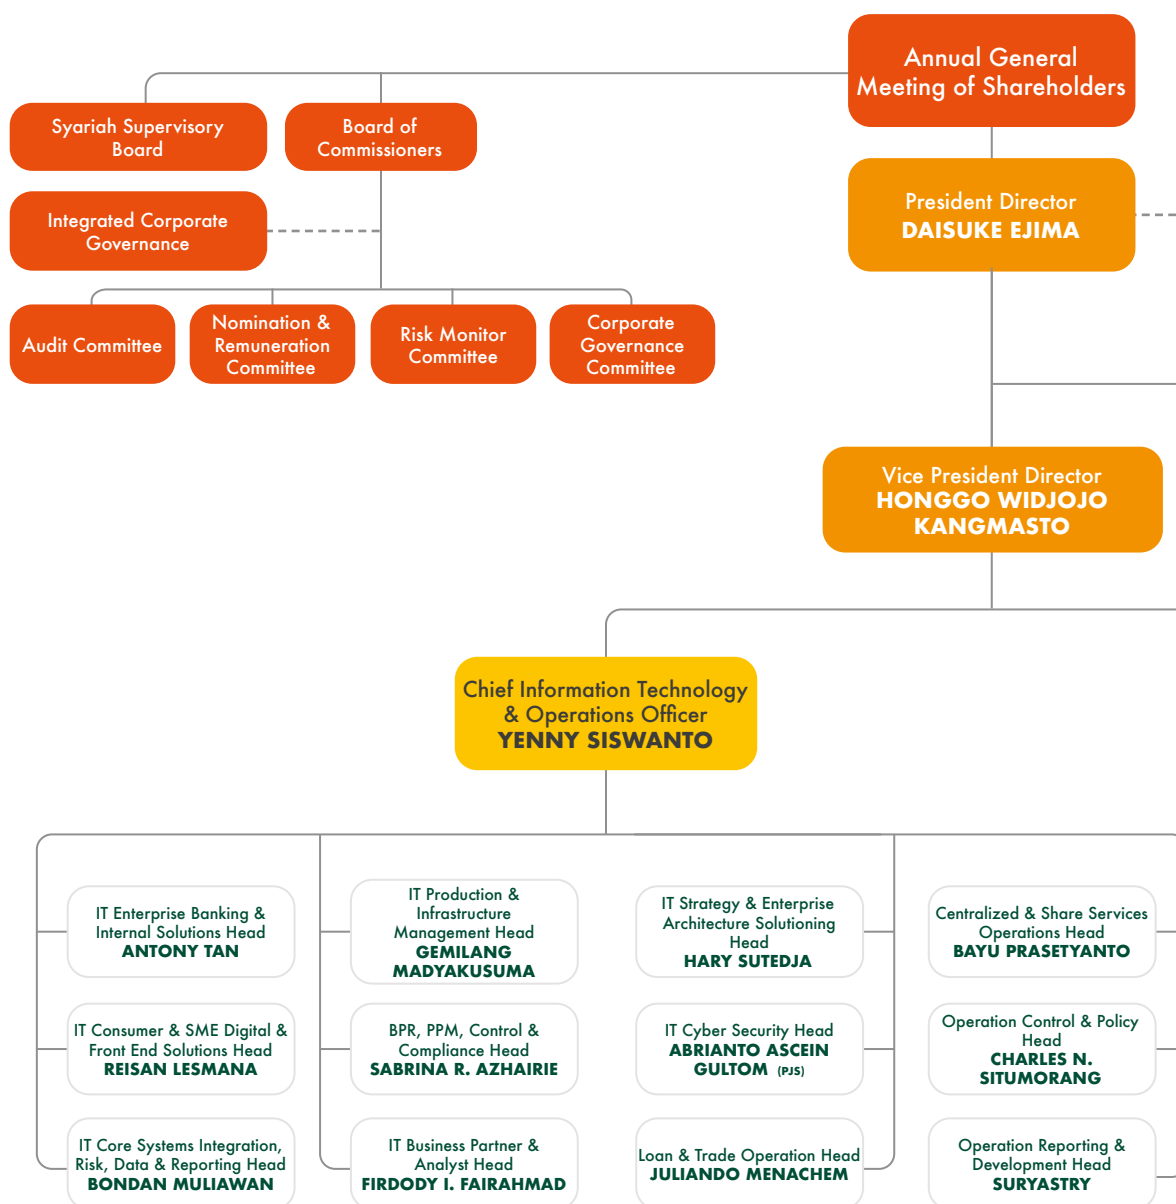 Annual General
Meeting of Shareholders
Syariah Supervisory
Board
Board of
Commissioners
President Director
DAISUKE EJIMA
Integrated Corporate
Governance
Audit Committee
Nomination &
Remuneration
Committee
Risk Monitor
Committee
Corporate
Governance
Committee
Vice President Director
HONGGO WIDJOJO
KANGMASTO
Chief Information Technology
& Operations Officer
YENNY SISWANTO
IT Enterprise Banking &
Internal Solutions Head
ANTONY TAN
IT Production &
Infrastructure
Management Head
GEMILANG
MADYAKUSUMA
IT Strategy & Enterprise
Architecture Solutioning
Head
HARY SUTEDJA
Centralized & Share Services
Operations Head
BAYU PRASETYANTO
IT Consumer & SME Digital &
Front End Solutions Head
REISAN LESMANA
BPR, PPM, Control &
Compliance Head
SABRINA R. AZHAIRIE
IT Cyber Security Head
ABRIANTO ASCEIN
GULTOM (PJS)
Operation Control & Policy
Head
CHARLES N.
SITUMORANG
IT Core Systems Integration,
Risk, Data & Reporting Head
BONDAN MULIAWAN
IT Business Partner &
Analyst Head
FIRDODY I. FAIRAHMAD
Loan & Trade Operation Head
JULIANDO MENACHEM
Operation Reporting &
Development Head
SURYASTRY